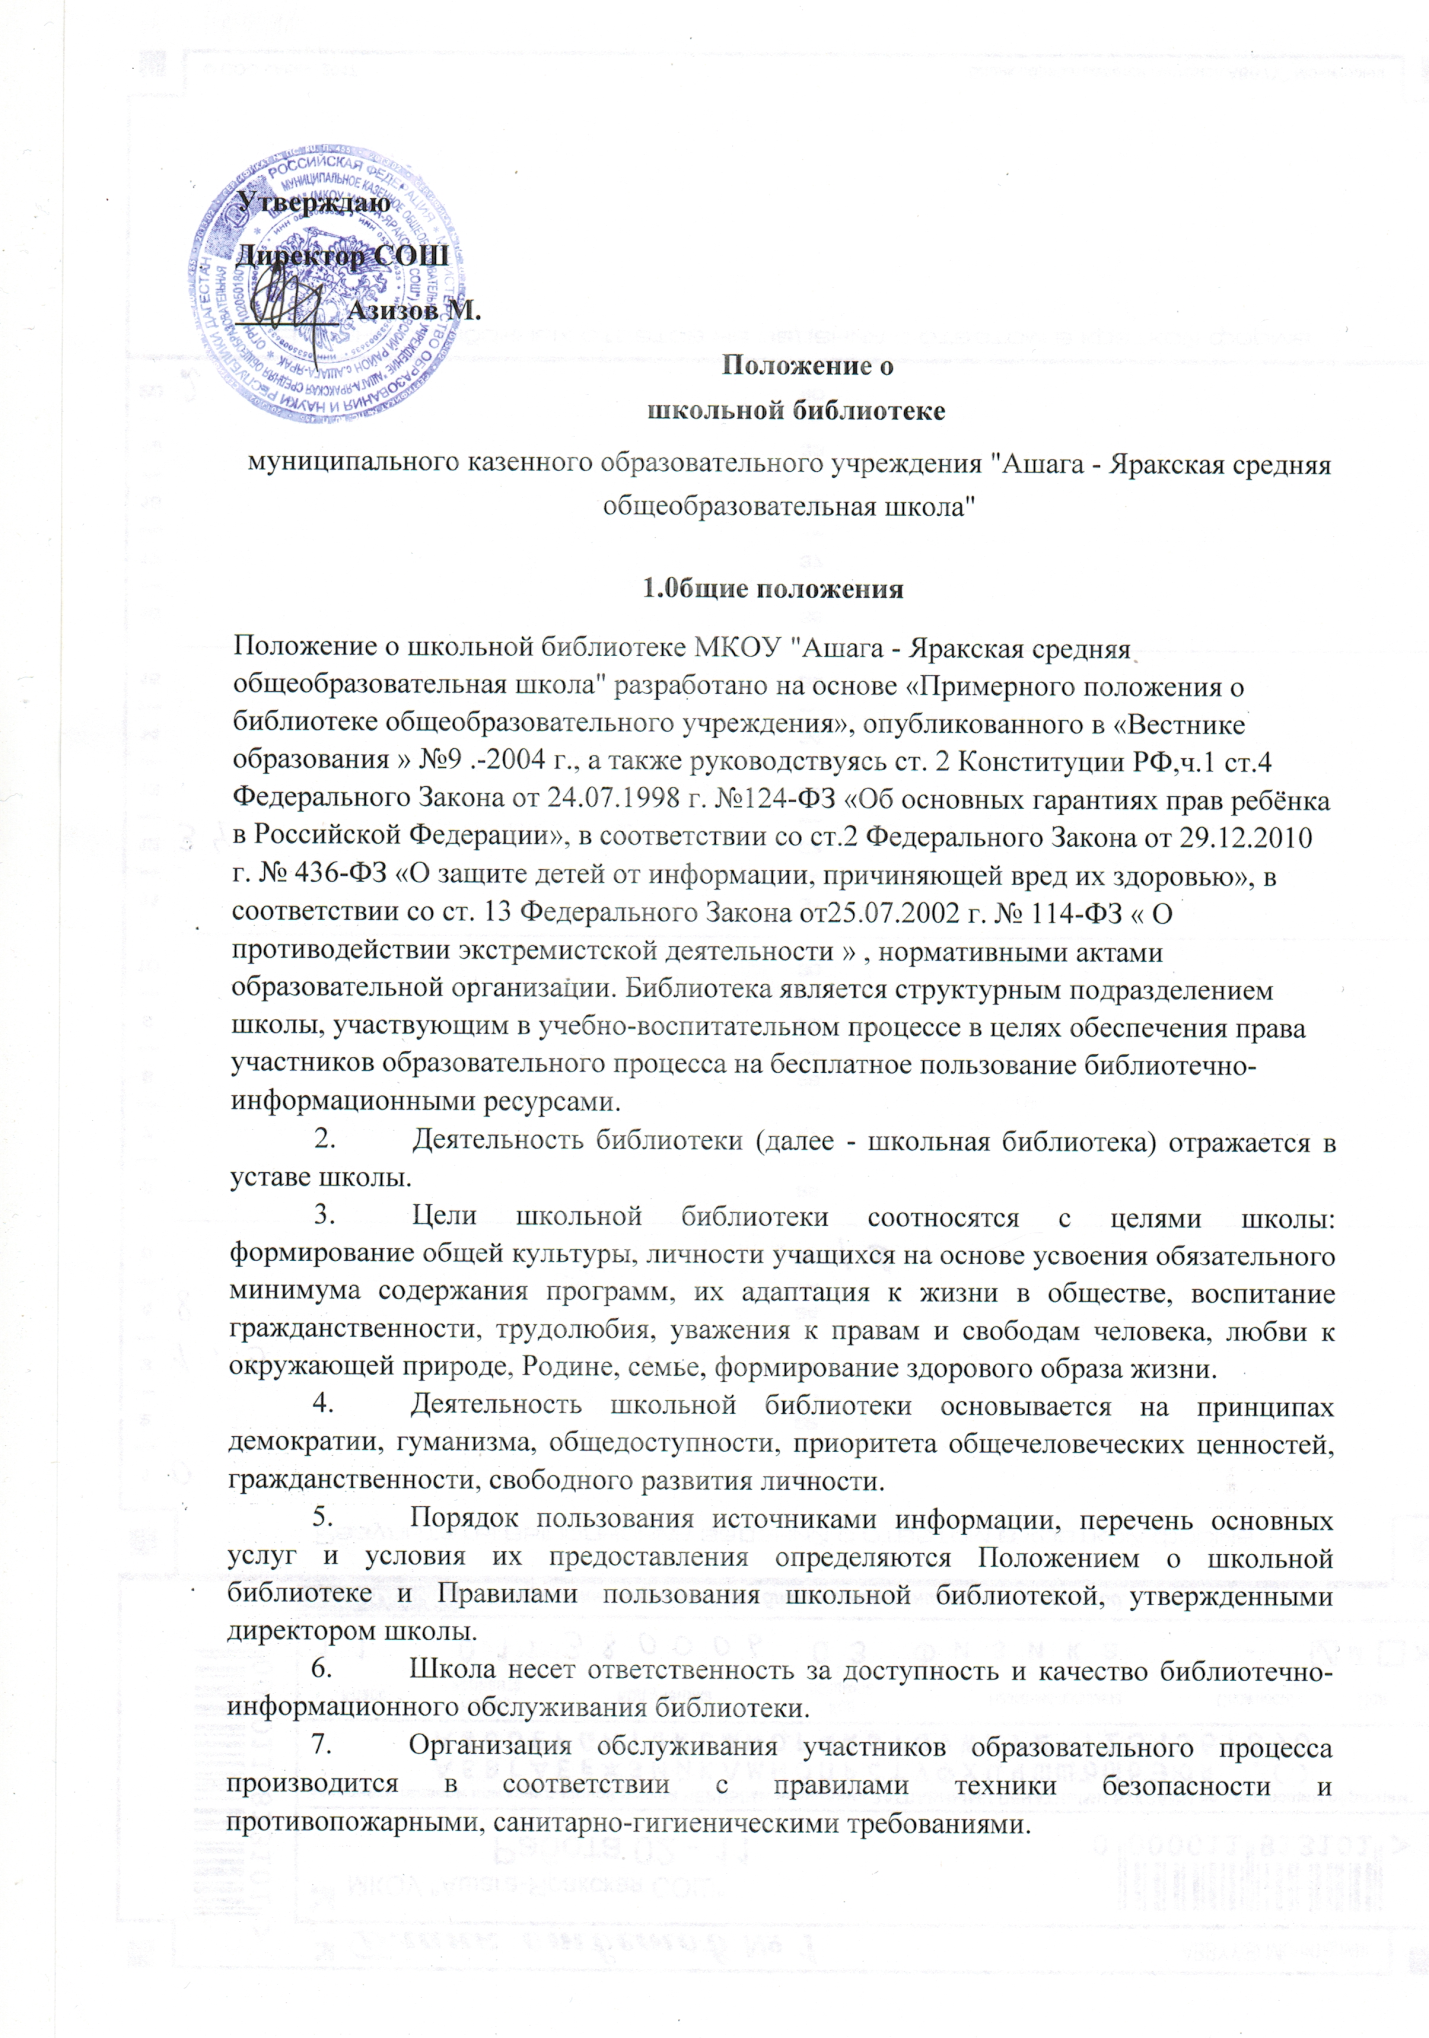 Утверждаю
Директор СОШ
Азизов М.
Положение о
школьной библиотеке
муниципального казенного образовательного учреждения "Ашага - Яракская средняя
общеобразовательная школа"
1.0бщие положения
Положение о школьной библиотеке МКОУ "Ашага - Яракская средняя
общеобразовательная школа" разработано на основе «Примерного положения о
библиотеке общеобразовательного учреждения», опубликованного в «Вестнике
образования » №9 .-2004 г., а также руководствуясь ст. 2 Конституции РФ,ч.1 ст.4
Федерального Закона от 24.07.1998 г. №124-ФЗ «Об основных гарантиях прав ребёнка
в Российской Федерации», в соответствии со ст.2 Федерального Закона от 29.12.2010
г. № 436-ФЗ «О защите детей от информации, причиняющей вред их здоровью», в
соответствии со ст. 13 Федерального Закона от25.07.2002 г. № 114-ФЗ « О
противодействии экстремистской деятельности » , нормативными актами
образовательной организации. Библиотека является структурным подразделением
школы, участвующим в учебно-воспитательном процессе в целях обеспечения права
участников образовательного процесса на бесплатное пользование библиотечно-
информационными ресурсами.
2. Деятельность библиотеки (далее - школьная библиотека) отражается в
уставе школы.
3. Цели школьной библиотеки соотносятся с целями школы:
формирование общей культуры, личности учащихся на основе усвоения обязательного
минимума содержания программ, их адаптация к жизни в обществе, воспитание
гражданственности, трудолюбия, уважения к правам и свободам человека, любви к
окружающей природе, Родине, семье, формирование здорового образа жизни.
4. Деятельность школьной библиотеки основывается на принципах
демократии, гуманизма, общедоступности, приоритета общечеловеческих ценностей,
гражданственности, свободного развития личности.
5. Порядок пользования источниками информации, перечень основных
услуг и условия их предоставления определяются Положением о школьной
библиотеке и Правилами пользования школьной библиотекой, утвержденными
директором школы.
6. Школа несет ответственность за доступность и качество библиотечно-
информационного обслуживания библиотеки.
7. Организация обслуживания участников образовательного процесса
производится в соответствии с правилами техники безопасности и
противопожарными, санитарно-гигиеническими требованиями.